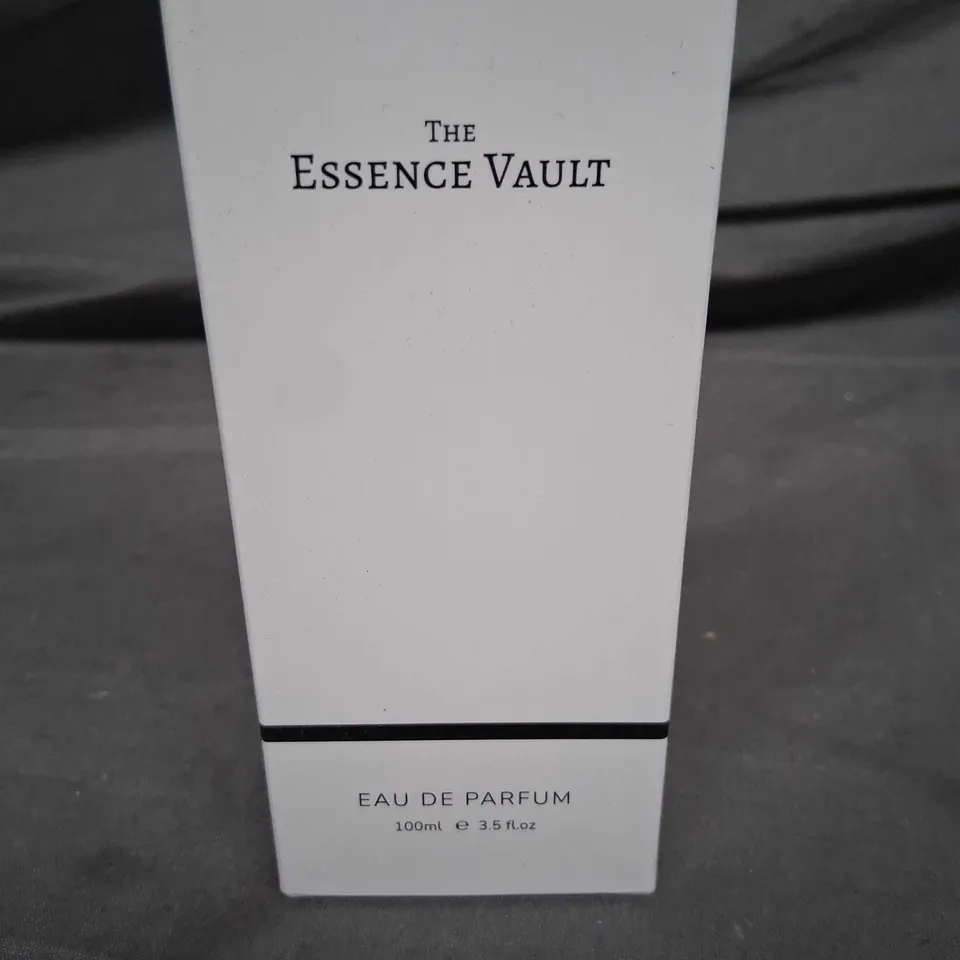 THE
ESSENCE VAULT
EAU DE PARFUM
100ml ℮ 3.5 fl.oz